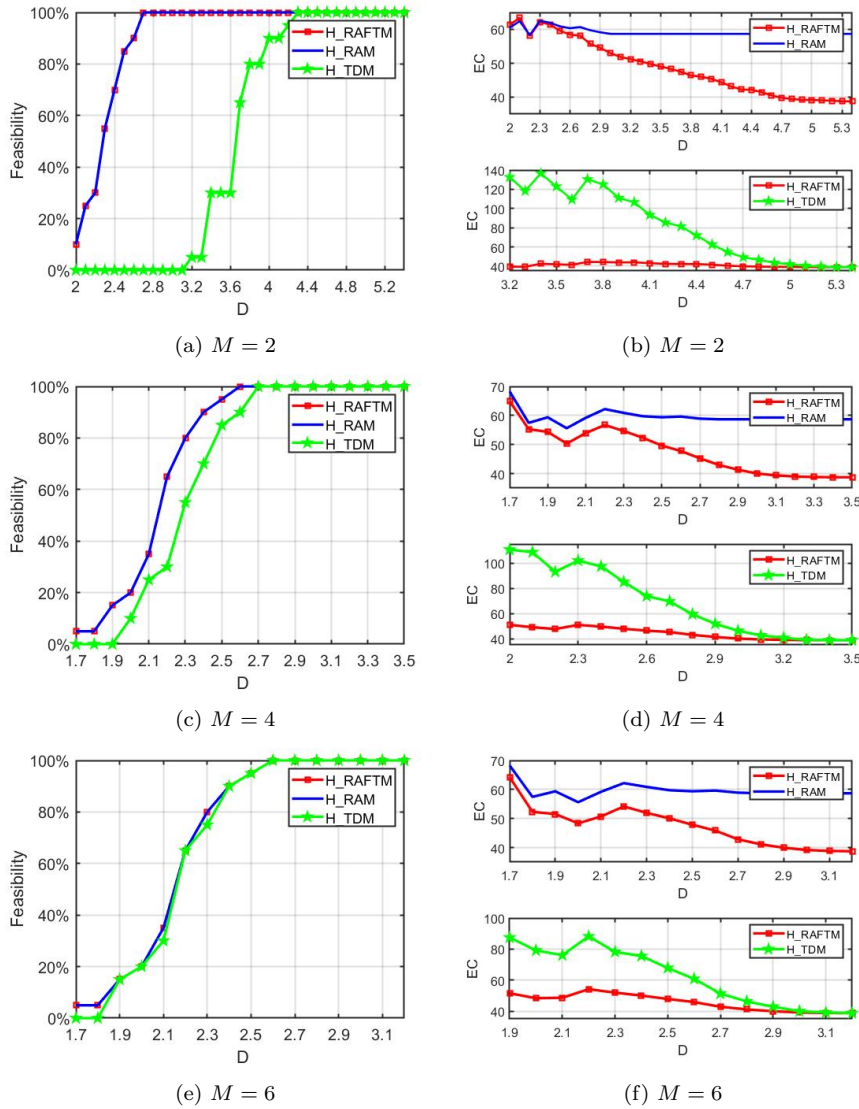 100%
80%
60%
40%
20%
0%
Feasibility
2 2.4 2.8 3.2 3.6 4 4.4 4.8 5.2
D
H_RAFTM
H_RAM
H_TDM
(a) M = 2
60
50
40
EC
2 2.3 2.6 2.9 3.2 3.5 3.8 4.1 4.4 4.7 5 5.3
D
H_RAFTM
H_RAM
140
120
100
80
60
40
EC
3.2 3.5 3.8 4.1 4.4 4.7 5 5.3
D
H_RAFTM
H_TDM
(b) M = 2
100%
80%
60%
40%
20%
0%
Feasibility
1.7 1.9 2.1 2.3 2.5 2.7 2.9 3.1 3.3 3.5
D
H_RAFTM
H_RAM
H_TDM
(c) M = 4
70
60
50
40
EC
1.7 1.9 2.1 2.3 2.5 2.7 2.9 3.1 3.3 3.5
D
H_RAFTM
H_RAM
100
80
60
40
EC
2 2.3 2.6 2.9 3.2 3.5
D
H_RAFTM
H_TDM
(d) M = 4
100%
80%
60%
40%
20%
0%
Feasibility
1.7 1.9 2.1 2.3 2.5 2.7 2.9 3.1
D
H_RAFTM
H_RAM
H_TDM
(e) M = 6
70
60
50
40
EC
1.7 1.9 2.1 2.3 2.5 2.7 2.9 3.1
D
H_RAFTM
H_RAM
100
80
60
40
EC
1.9 2.1 2.3 2.5 2.7 2.9 3.1
D
H_RAFTM
H_TDM
(f) M = 6